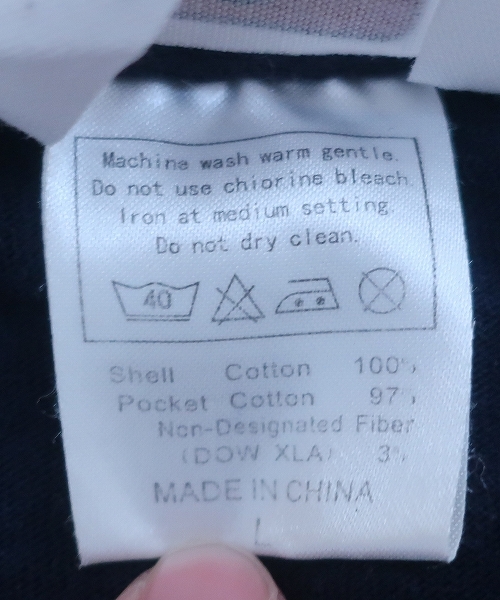 Machine wash warm gentle.
Do not use chiorine bleach.
Iron at medium setting.
Do not dry clean.
40
Shell Cotton 100%
Pocket Cotton 97%
Non-Designated Fiber
(DOW XLA) 3%
MADE IN CHINA
L